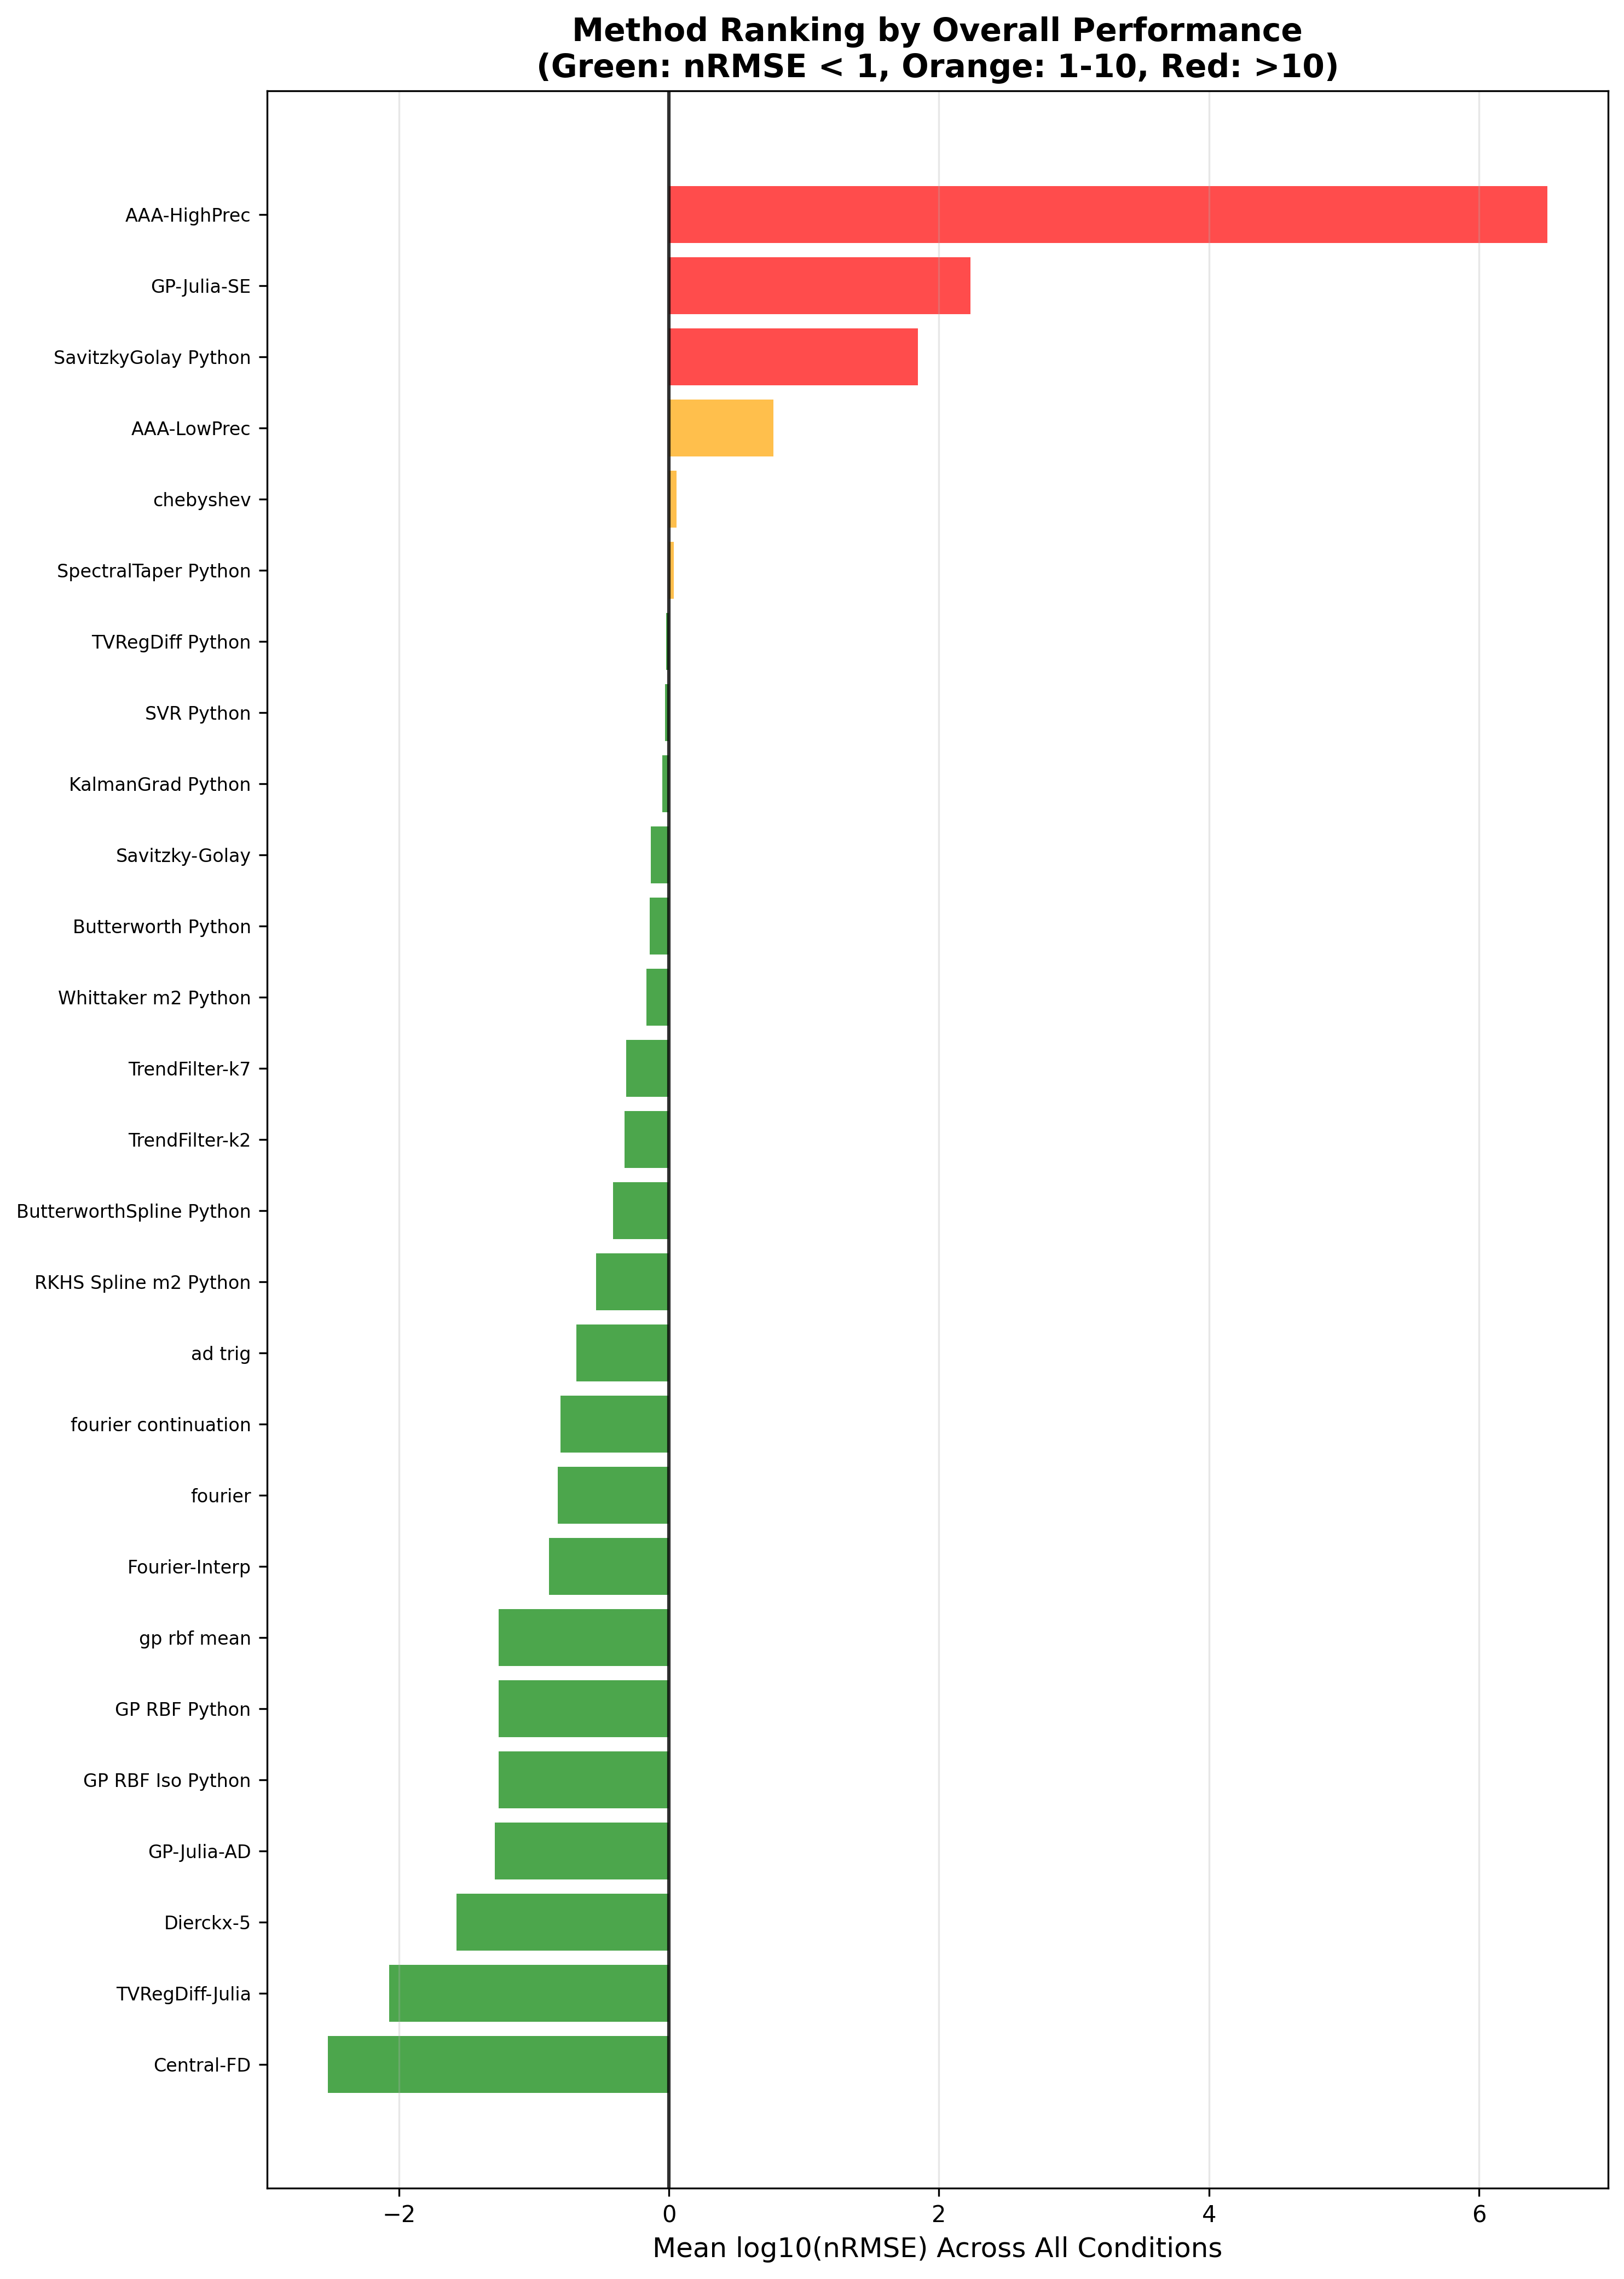 Method Ranking by Overall Performance
(Green: nRMSE < 1, Orange: 1-10, Red: >10)
AAA-HighPrec
GP-Julia-SE
SavitzkyGolay Python
AAA-LowPrec
chebyshev
SpectralTaper Python
TVRegDiff Python
SVR Python
KalmanGrad Python
Savitzky-Golay
Butterworth Python
Whittaker m2 Python
TrendFilter-k7
TrendFilter-k2
ButterworthSpline Python
RKHS Spline m2 Python
ad trig
fourier continuation
fourier
Fourier-Interp
gp rbf mean
GP RBF Python
GP RBF Iso Python
GP-Julia-AD
Dierckx-5
TVRegDiff-Julia
Central-FD
−2 0 2 4 6
Mean log10(nRMSE) Across All Conditions